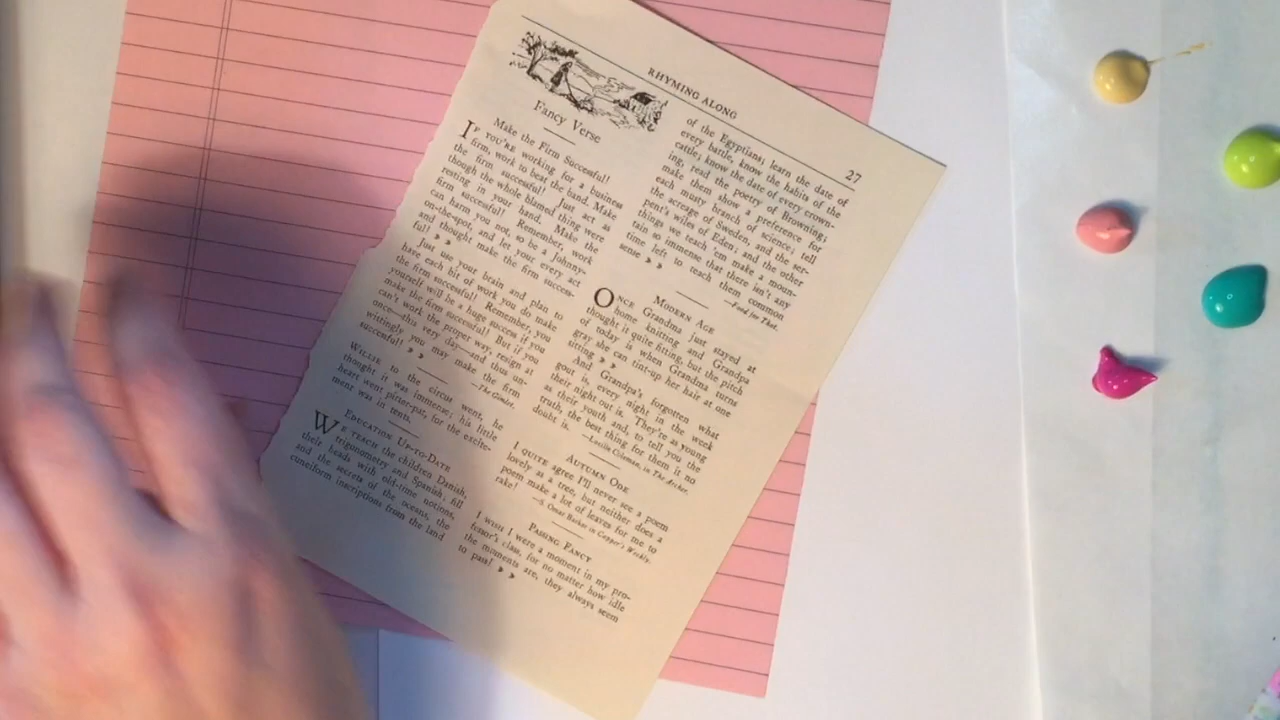 RHYMING ALONG
27
Fancy Verse
Make the Firm Successful!
IF YOU'RE working for a business
firm, work to beat the band. Make
the firm successful! Just act as
though the whole blamed thing were
resting in your hand. Make the
firm successful! Remember, work
can harm you not, so be a Johnny-
on-the-spot, and let your every act
and thought make the firm success-
ful!
Just use your brain and plan to
have each bit of work you do make
the firm successful! Remember, you
yourself will be a huge success if you
make the firm successful! But if you
can't work the proper way, resign at
once—this very day—and thus un-
wittingly you may make the firm
successful!
—The Gimlet.
WILLIE to the circus went, he
thought it was immense; his little
heart went pitter-pat, for the excite-
ment was in tents.
EDUCATION UP-TO-DATE
WE TEACH the children Danish,
trigonometry and Spanish; fill
their heads with old-time notions,
and the secrets of the oceans, the
cuneiform inscriptions from the land
of the Egyptians; learn the date of
every battle, know the habits of the
cattle; know the date of every crown-
ing, read the poetry of Browning;
make them show a preference for
each musty branch of science; tell
the acreage of Sweden, and the ser-
pent's wiles of Eden; and the other
things we teach 'em make a moun-
tain so immense that there isn't any
time left to teach them common
sense
—Food for Thot.
MODERN AGE
ONCE Grandma just stayed at
home knitting and Grandpa
thought it quite fitting, but the pitch
of today is when Grandma turns
gray she can tint-up her hair at one
sitting
And Grandpa's forgotten what
gout is, every night in the week
their night out is. They're as young
as their youth and, to tell you the
truth, the best thing for them it no
doubt is.
—Lucille Coleman, in The Archer.
AUTUMN ODE
I QUITE agree I'll never see a poem
lovely as a tree, but neither does a
poem make a lot of leaves for me to
rake!
—S Omar Barker in Capper's Weekly.
PASSING FANCY
I WISH I were a moment in my pro-
fessor's class, for no matter how idle
the moments are, they always seem
to pass!